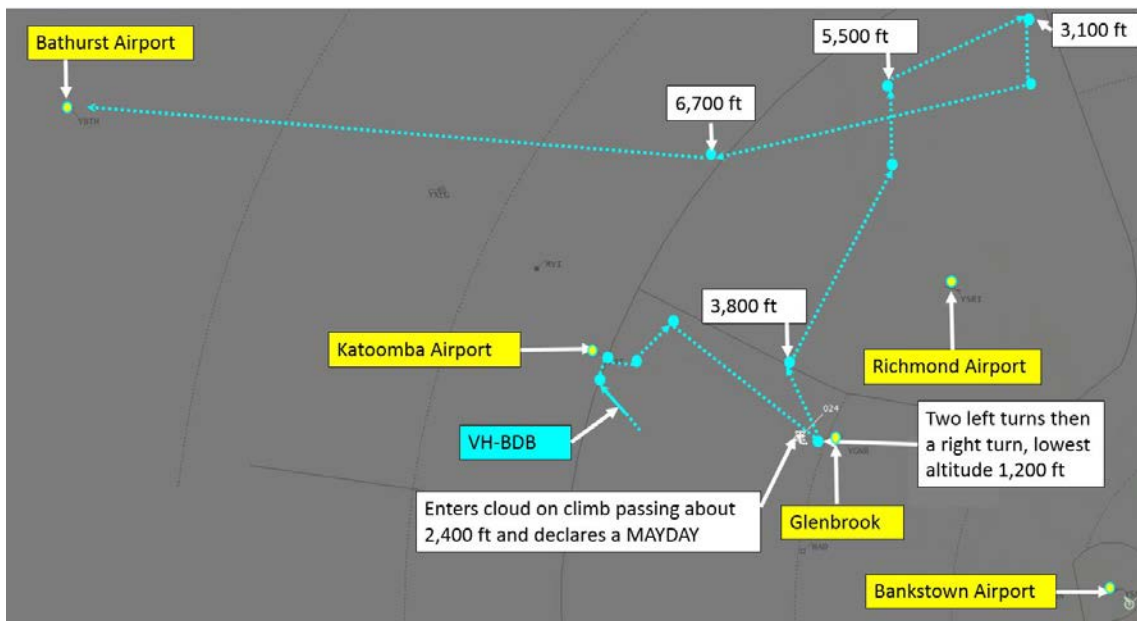 Bathurst Airport
YBTH
5,500 ft
3,100 ft
6,700 ft
3,800 ft
Katoomba Airport
Richmond Airport
VH-BDB
024
Two left turns then
a right turn, lowest
altitude 1,200 ft
Enters cloud on climb passing about
2,400 ft and declares a MAYDAY
Glenbrook
Bankstown Airport